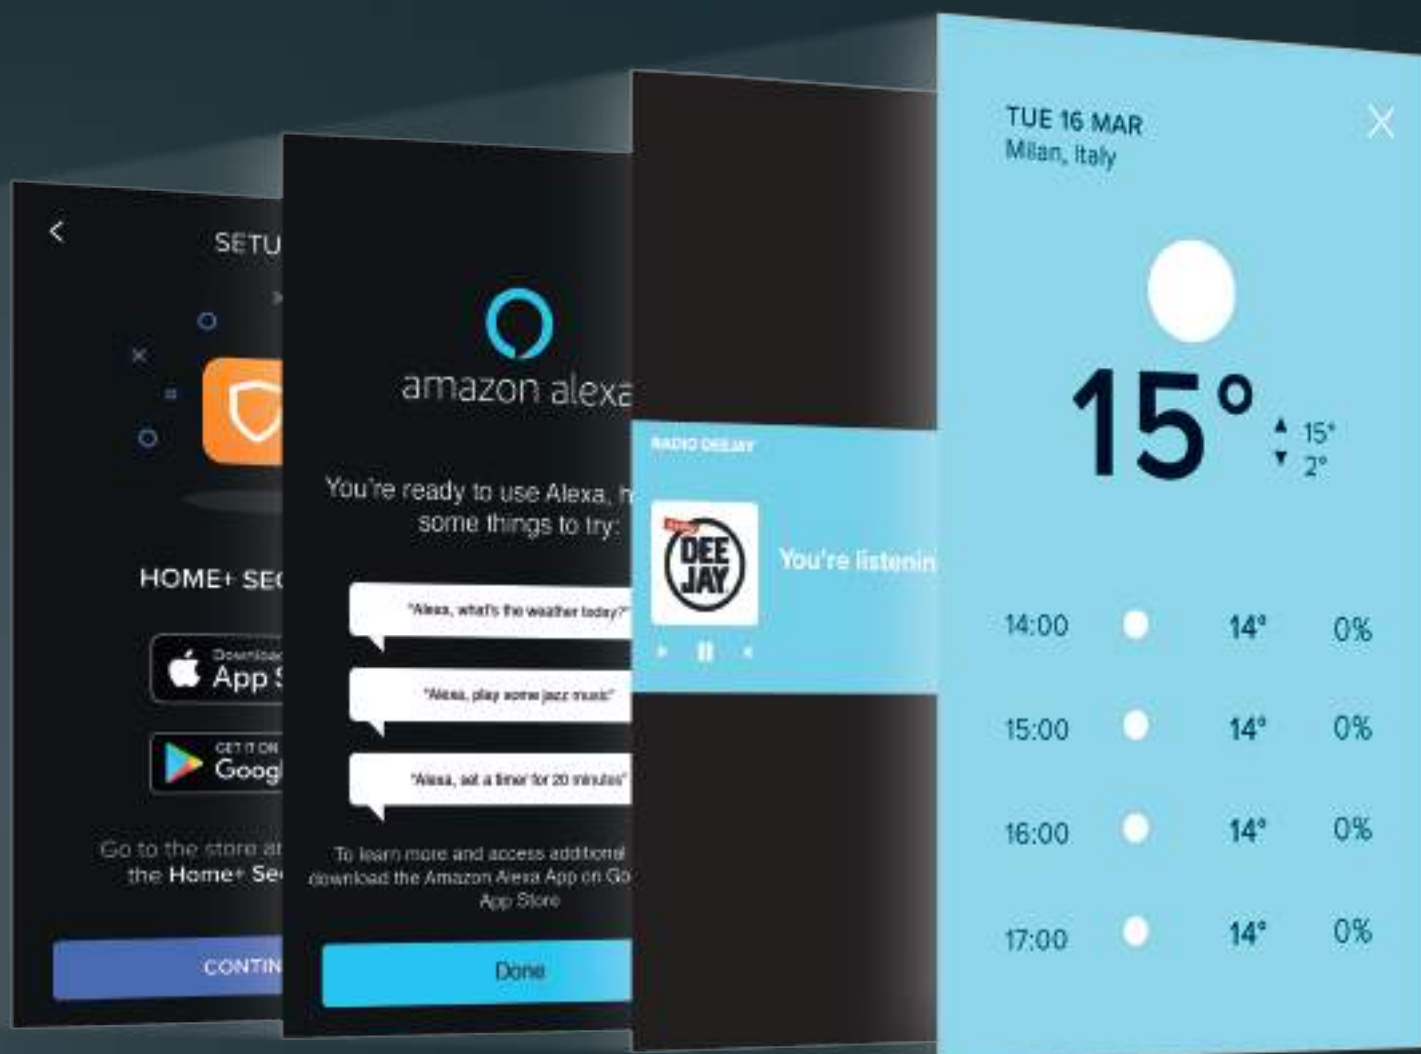 SETU
HOME+ SEC
Download
App S
GET IT ON
Googl
Go to the store an
the Home+ Sec
CONTIN
amazon alexa
You're ready to use Alexa, h
some things to try:
"Alexa, what's the weather today?"
"Alexa, play some jazz music"
"Alexa, set a timer for 20 minutes"
To learn more and access additional
download the Amazon Alexa App on Go
App Store
Done
RADIO DEEJAY
DEE
JAY
You're listenin
TUE 16 MAR
Milan, Italy
15°
15°
2°
14:00 14° 0%
15:00 14° 0%
16:00 14° 0%
17:00 14° 0%